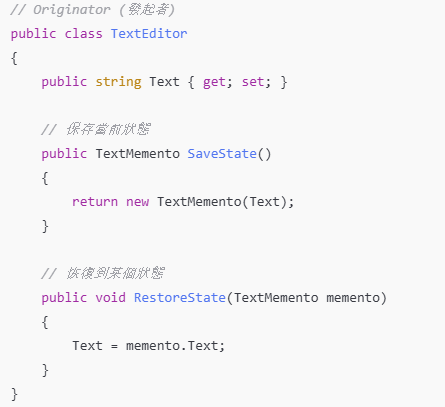 // Originator (發起者)
public class TextEditor
{
    public string Text { get; set; }

    // 保存當前狀態
    public TextMemento SaveState()
    {
        return new TextMemento(Text);
    }

    // 恢復到某個狀態
    public void RestoreState(TextMemento memento)
    {
        Text = memento.Text;
    }
}